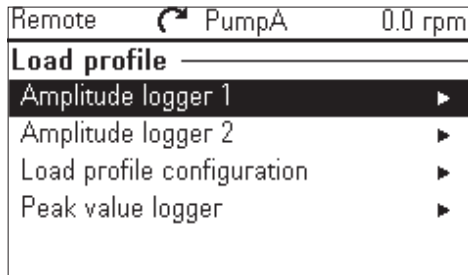 Remote PumpA 0.0 rpm
Load profile
Amplitude logger 1
Amplitude logger 2
Load profile configuration
Peak value logger